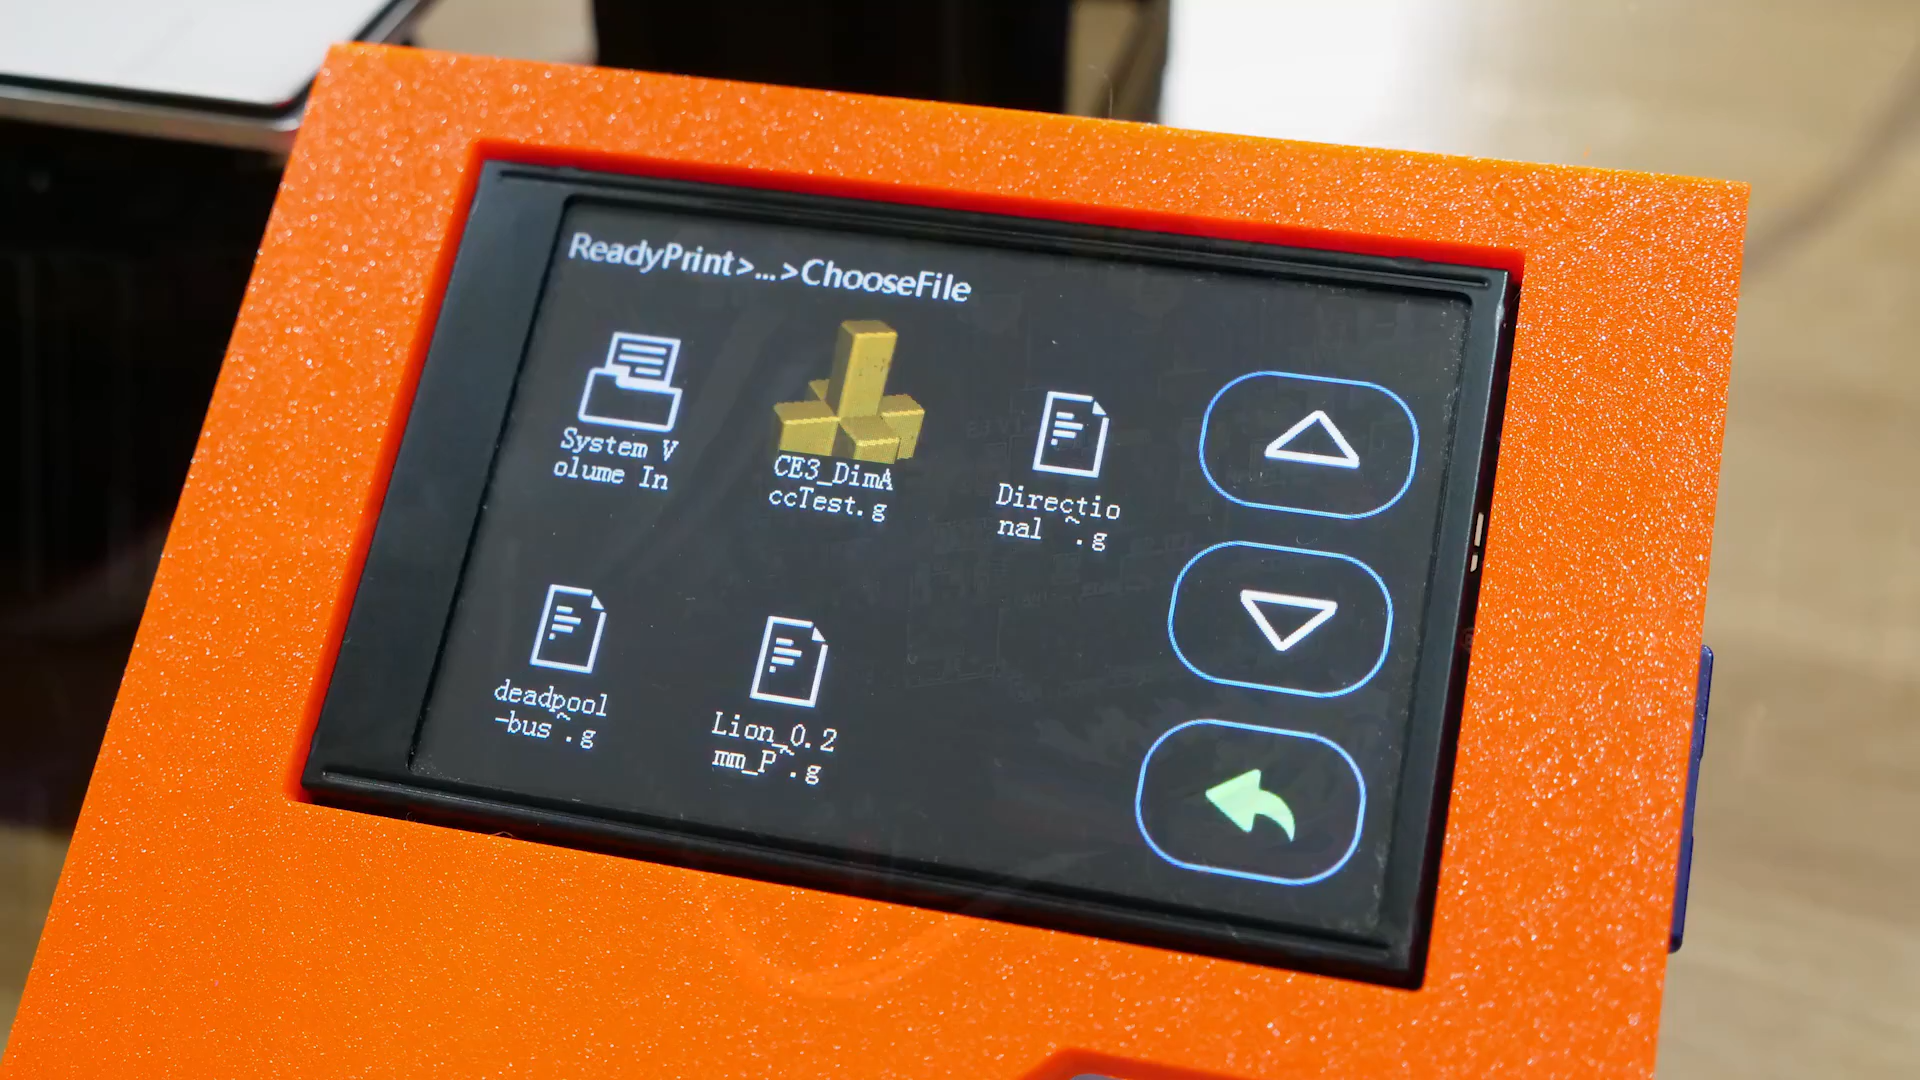 ReadyPrint>...>ChooseFile
System V
olume In
CE3_DimA
ccTest.g
Directio
nal ~.g
deadpool
-bus~.g
Lion_0.2
mm_P~.g